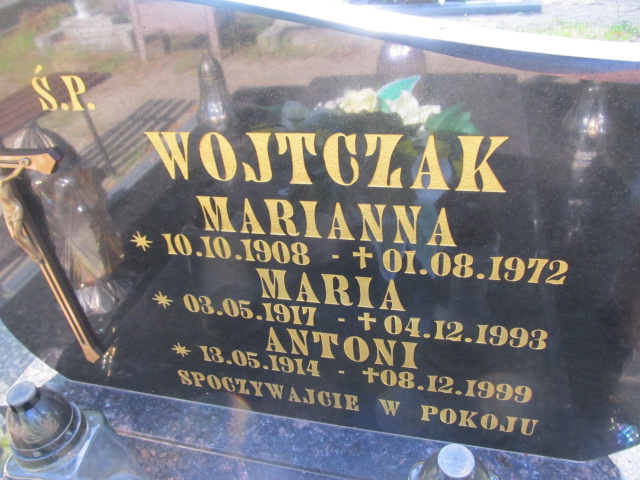 Ś.P.
WOJTCZAK
MARIANNA
* 10.10.1908 - † 01.08.1972
MARIA
* 03.05.1917 - † 04.12.1993
ANTONI
* 13.05.1914 - † 08.12.1999
SPOCZYWAJCIE W POKOJU